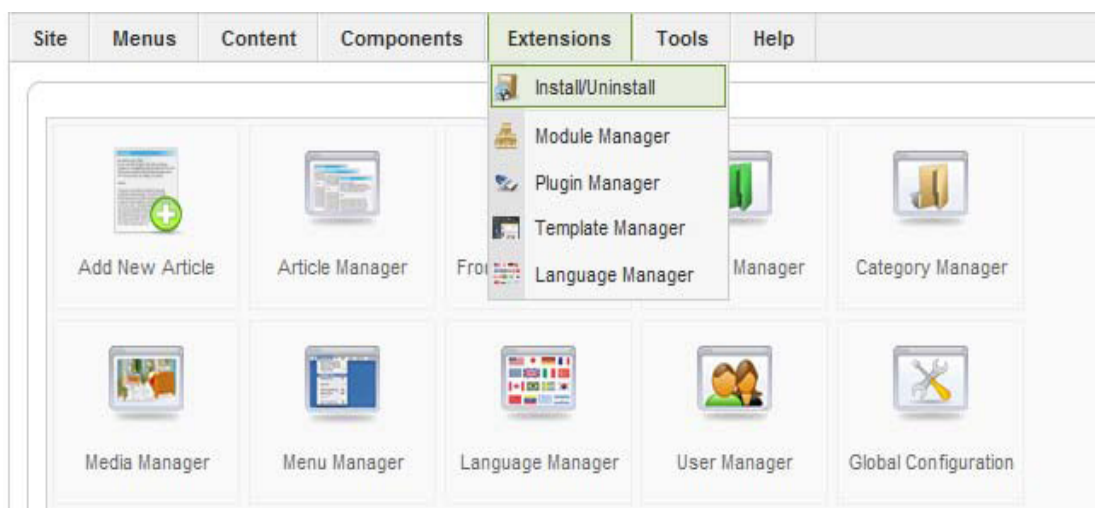 Site Menus Content Components Extensions Tools Help
Install/Uninstall
Module Manager
Plugin Manager
Template Manager
Language Manager
Add New Article Article Manager Manager Category Manager
Media Manager Menu Manager Language Manager User Manager Global Configuration